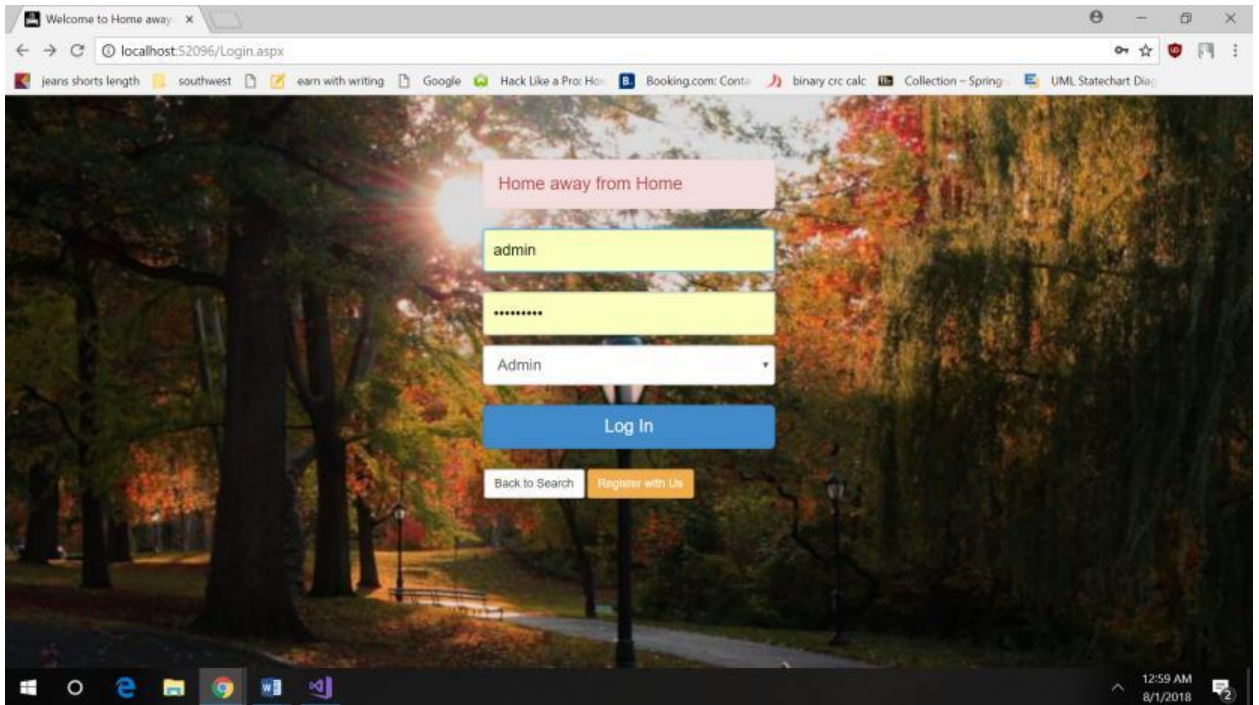 Welcome to Home away
localhost:52096/Login.aspx
jeans shorts length southwest earn with writing Google Hack Like a Pro: How Booking.com: Conta binary crc calc Collection – Spring UML Statechart Diag
Home away from Home
admin
•••••••••
Admin
Log In
Back to Search Register with Us
12:59 AM
8/1/2018
2